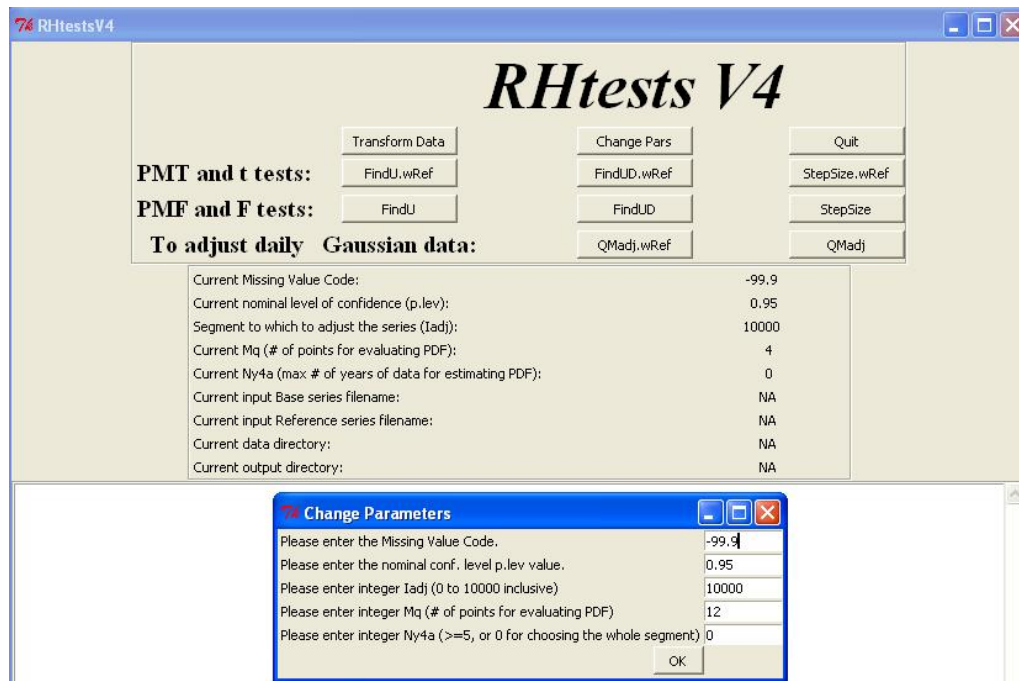 RHtestsV4
RHtests V4
Transform Data Change Pars Quit
PMT and t tests: FindU.wRef FindUD.wRef StepSize.wRef
PMF and F tests: FindU FindUD StepSize
To adjust daily Gaussian data: QMadj.wRef QMadj
Current Missing Value Code: -99.9
Current nominal level of confidence (p.lev): 0.95
Segment to which to adjust the series (Iadj): 10000
Current Mq (# of points for evaluating PDF): 4
Current Ny4a (max # of years of data for estimating PDF): 0
Current input Base series filename: NA
Current input Reference series filename: NA
Current data directory: NA
Current output directory: NA
Change Parameters
Please enter the Missing Value Code. -99.9
Please enter the nominal conf. level p.lev value. 0.95
Please enter integer Iadj (0 to 10000 inclusive) 10000
Please enter integer Mq (# of points for evaluating PDF) 12
Please enter integer Ny4a (>=5, or 0 for choosing the whole segment) 0
OK